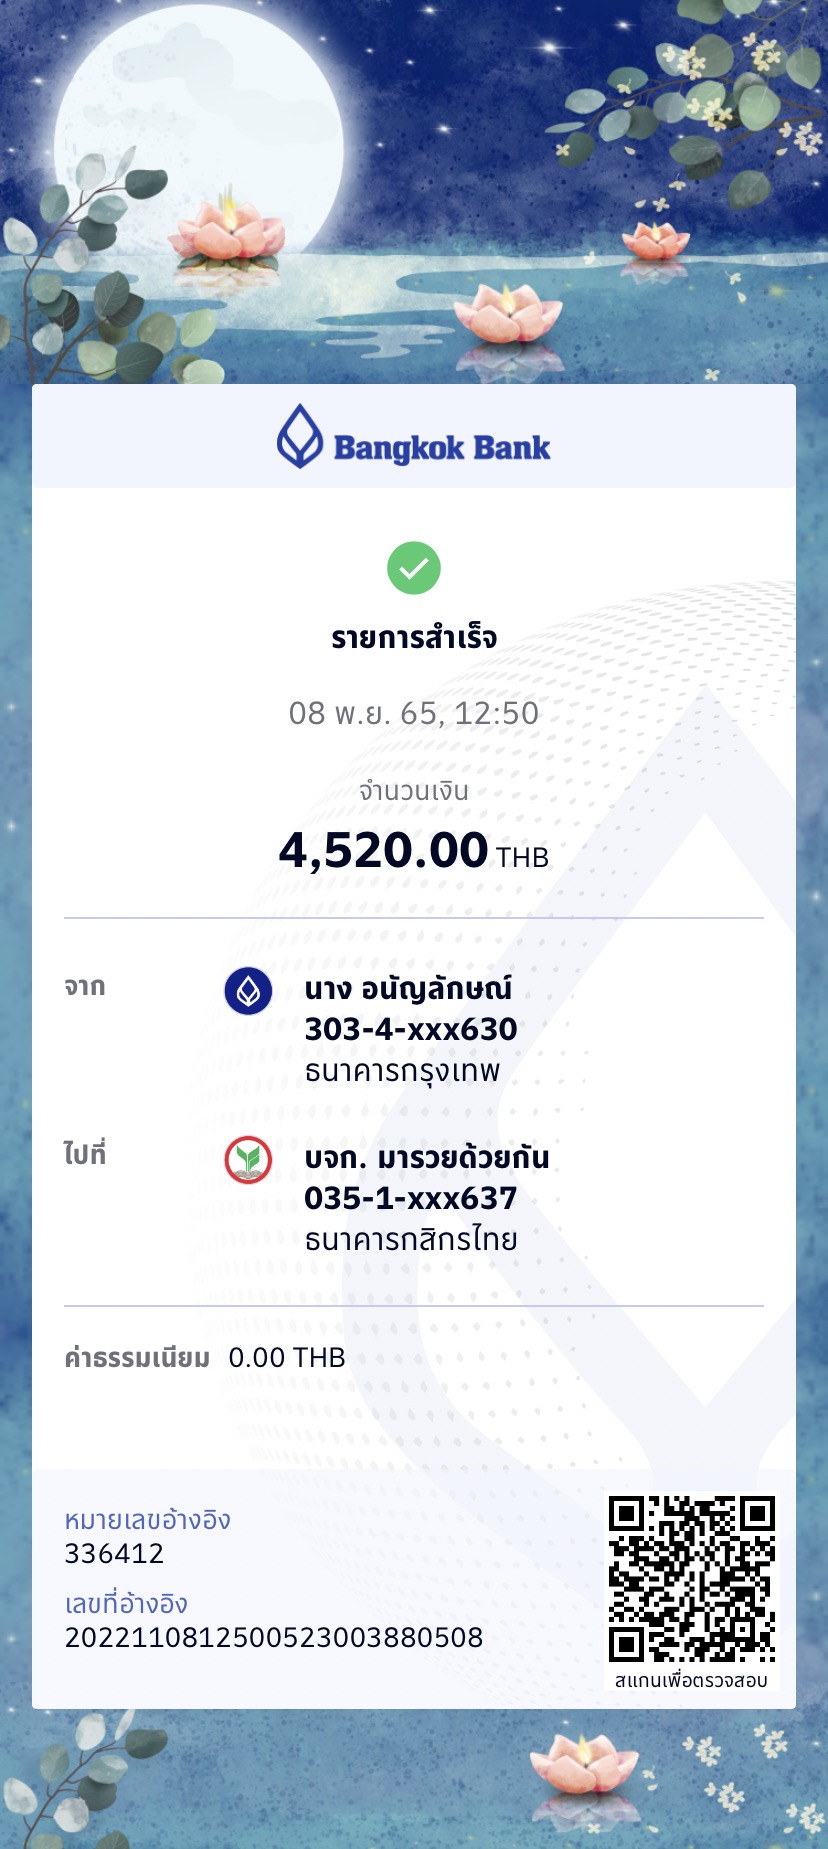 Bangkok Bank
รายการสำเร็จ
08 พ.ย. 65, 12:50
จำนวนเงิน
4,520.00 THB
จาก
นาง อนัญลักษณ์
303-4-xxx630
ธนาคารกรุงเทพ
ไปที่
บจก. มารวยด้วยกัน
035-1-xxx637
ธนาคารกสิกรไทย
ค่าธรรมเนียม 0.00 THB
หมายเลขอ้างอิง
336412
เลขที่อ้างอิง
2022110812500523003880508
สแกนเพื่อตรวจสอบ